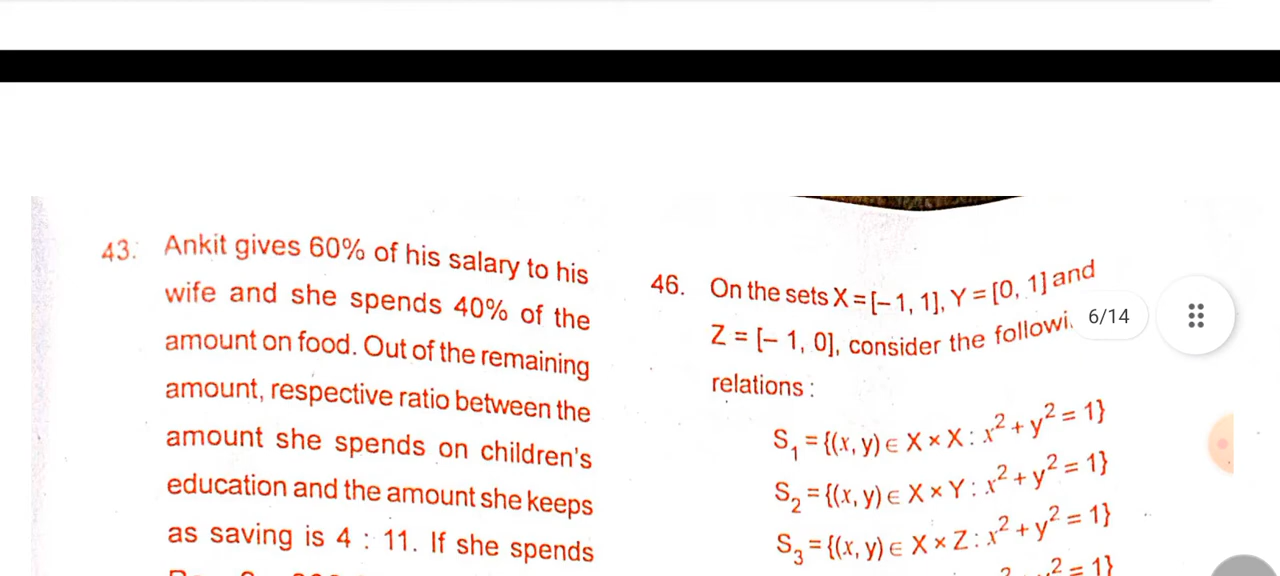 43. Ankit gives 60% of his salary to his
wife and she spends 40% of the
amount on food. Out of the remaining
amount, respective ratio between the
amount she spends on children's
education and the amount she keeps
as saving is 4 : 11. If she spends
46. On the sets X = [– 1, 1], Y = [0, 1] and
Z = [– 1, 0], consider the followi
relations :
S₁ = {(x, y) ∈ X × X : x² + y² = 1}
S₂ = {(x, y) ∈ X × Y : x² + y² = 1}
S₃ = {(x, y) ∈ X × Z : x² + y² = 1}
6/14